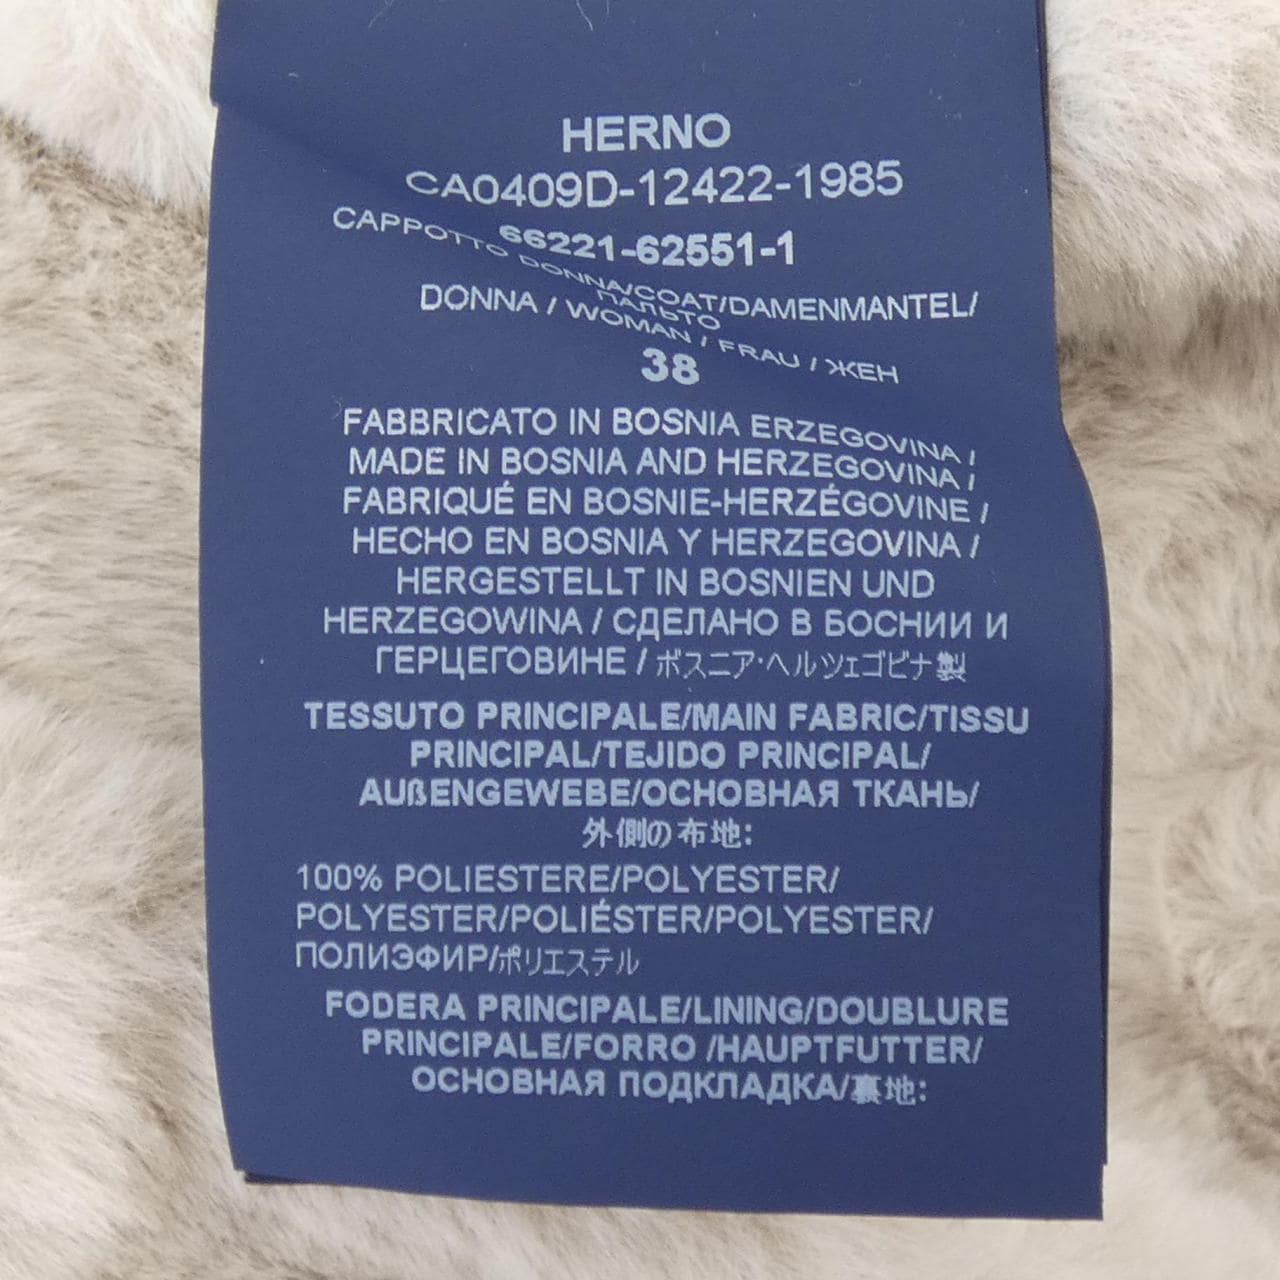 HERNO
CA0409D-12422-1985
66221-62551-1
CAPPOTTO DONNA/COAT/DAMENMANTEL/
ПАЛЬТО
DONNA / WOMAN / FRAU / ЖЕН
38
FABBRICATO IN BOSNIA ERZEGOVINA /
MADE IN BOSNIA AND HERZEGOVINA /
FABRIQUÉ EN BOSNIE-HERZÉGOVINE /
HECHO EN BOSNIA Y HERZEGOVINA /
HERGESTELLT IN BOSNIEN UND
HERZEGOWINA / СДЕЛАНО В БОСНИИ И
ГЕРЦЕГОВИНЕ / ボスニア・ヘルツェゴビナ製
TESSUTO PRINCIPALE/MAIN FABRIC/TISSU
PRINCIPAL/TEJIDO PRINCIPAL/
AUßENGEWEBE/ОСНОВНАЯ ТКАНЬ/
外側の布地:
100% POLIESTERE/POLYESTER/
POLYESTER/POLIÉSTER/POLYESTER/
ПОЛИЭФИР/ポリエステル
FODERA PRINCIPALE/LINING/DOUBLURE
PRINCIPALE/FORRO /HAUPTFUTTER/
ОСНОВНАЯ ПОДКЛАДКА/裏地: